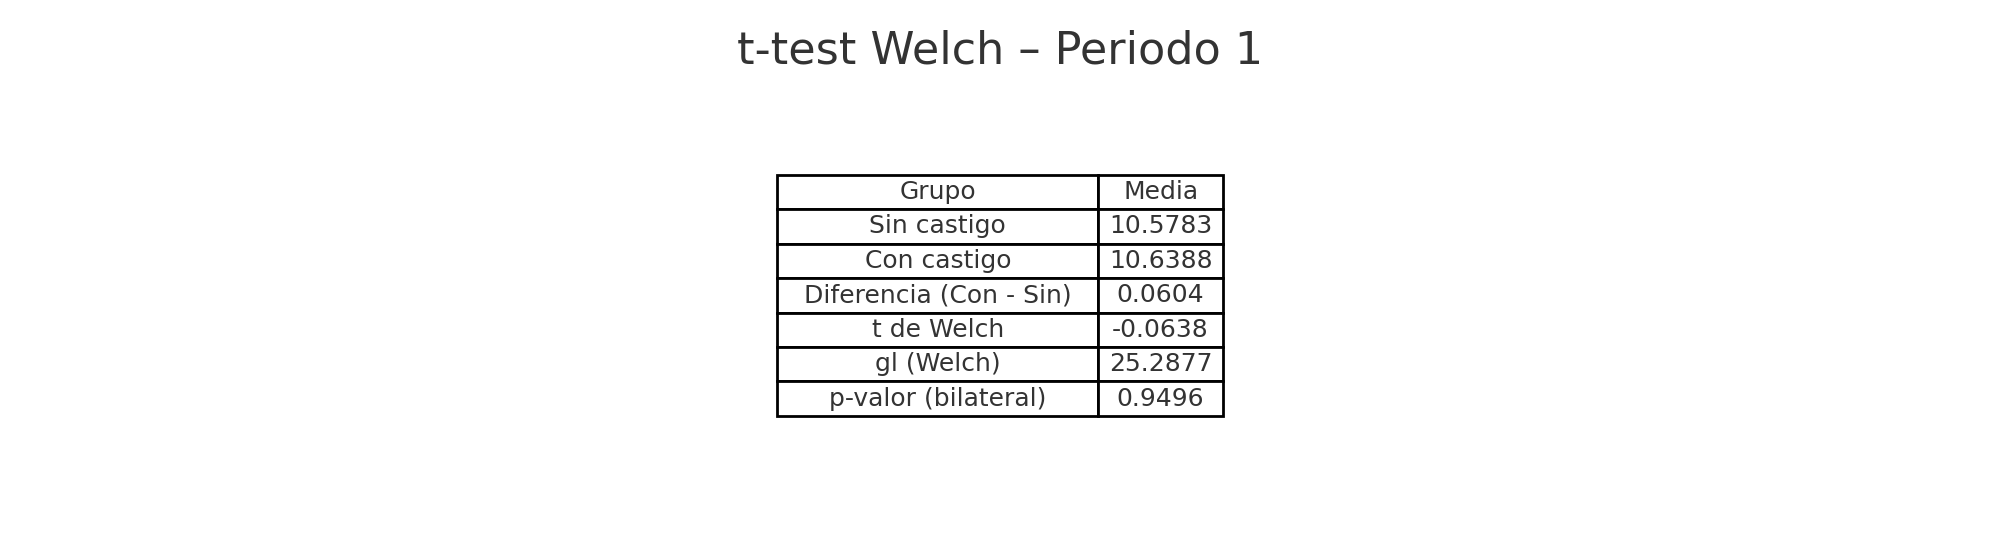 t-test Welch – Periodo 1
Grupo Media
Sin castigo 10.5783
Con castigo 10.6388
Diferencia (Con - Sin) 0.0604
t de Welch -0.0638
gl (Welch) 25.2877
p-valor (bilateral) 0.9496